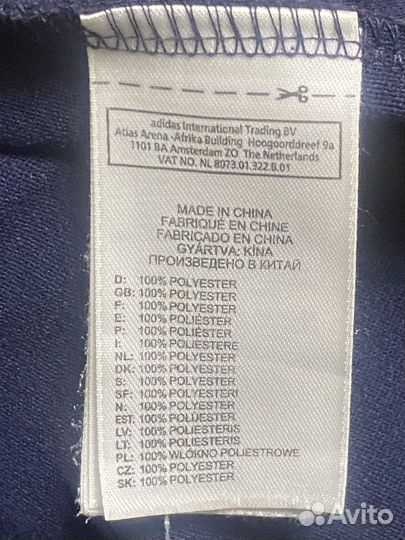 adidas International Trading BV
Atlas Arena -Afrika Building Hoogoorddreef 9a
1101 BA Amsterdam ZO The Netherlands
VAT NO. NL 8073.01.322.B.01
MADE IN CHINA
FABRIQUÉ EN CHINE
FABRICADO EN CHINA
GYÁRTVA: KÍNA
ПРОИЗВЕДЕНО В КИТАЙ
D: 100% POLYESTER
GB: 100% POLYESTER
F: 100% POLYESTER
E: 100% POLIÉSTER
P: 100% POLIÉSTER
I: 100% POLIESTERE
NL: 100% POLYESTER
DK: 100% POLYESTER
S: 100% POLYESTER
SF: 100% POLYESTERI
N: 100% POLYESTER
EST: 100% POLÜESTER
LV: 100% POLIESTERIS
LT: 100% POLIESTERIS
PL: 100% WŁÓKNO POLIESTROWE
CZ: 100% POLYESTER
SK: 100% POLYESTER
Avito